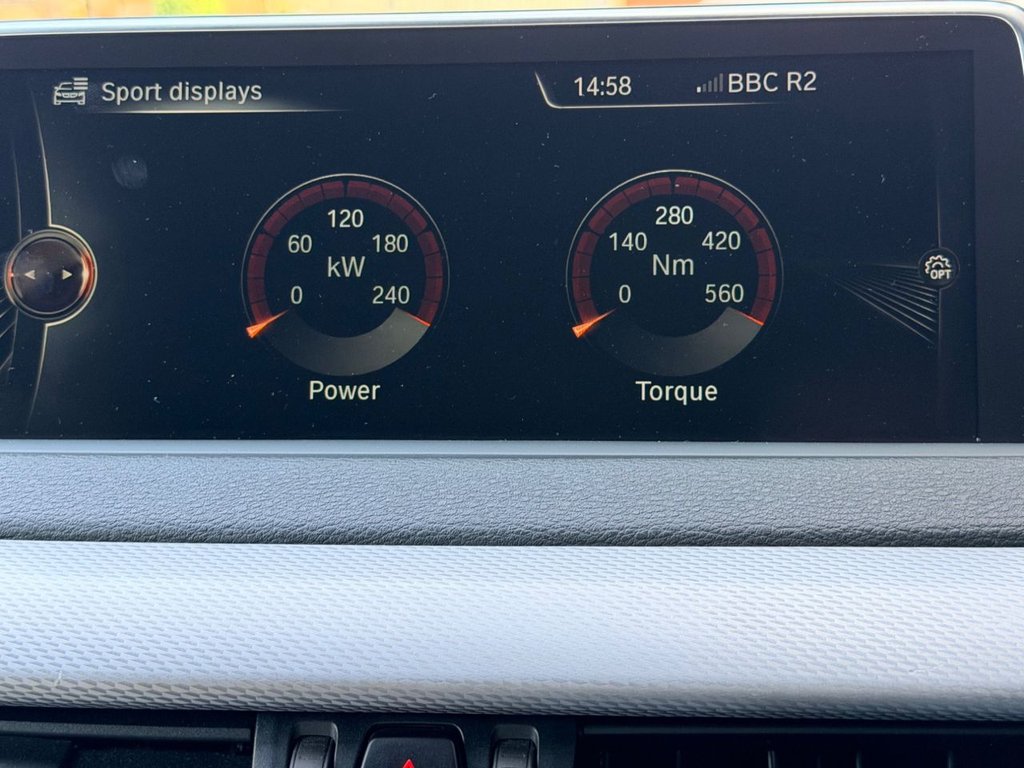 Sport displays
14:58
BBC R2
120
60
180
kW
0
240
Power
280
140
420
Nm
0
560
Torque
OPT